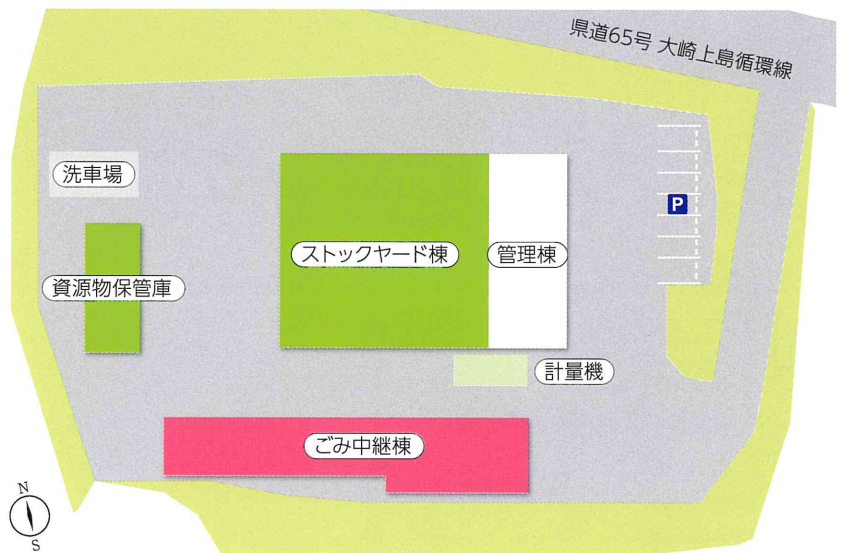 県道65号 大崎上島循環線
洗車場
P
ストックヤード棟
管理棟
資源物保管庫
計量機
ごみ中継棟
N
S